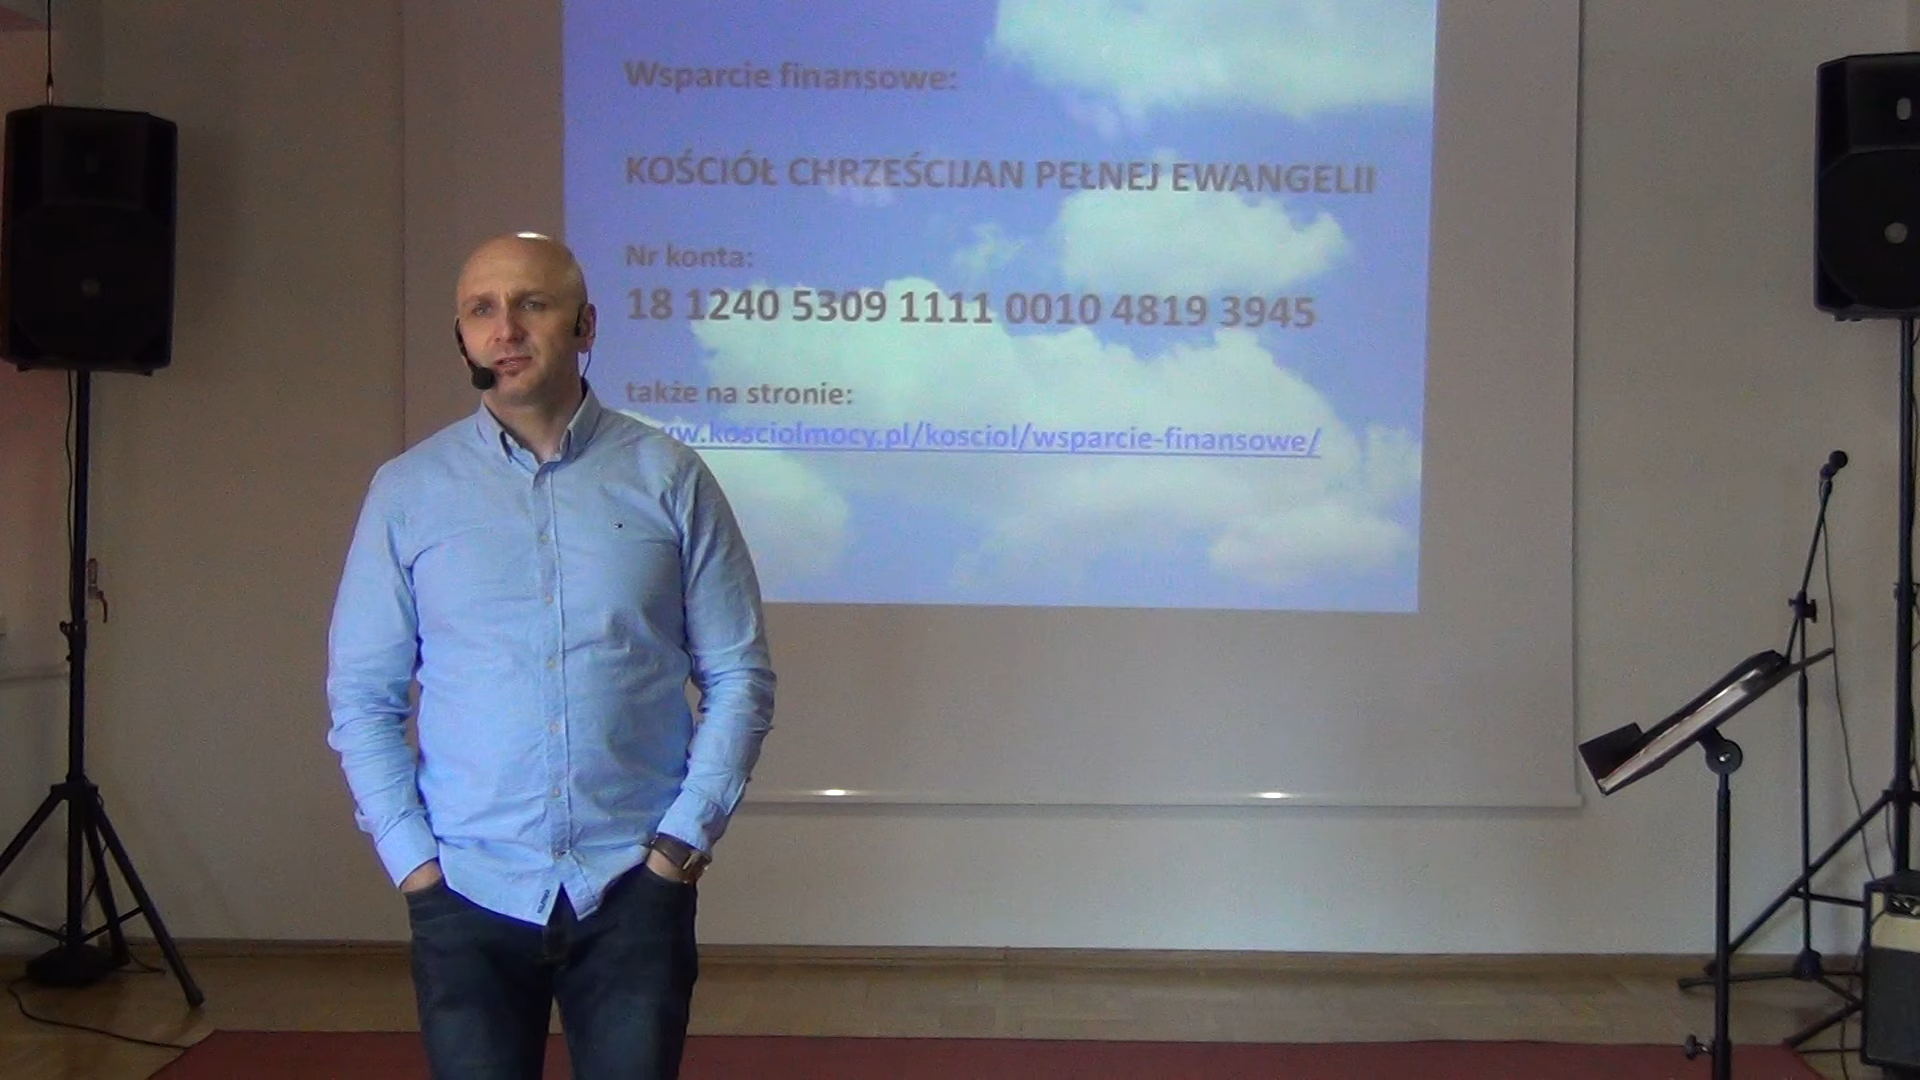 Wsparcie finansowe:
KOŚCIÓŁ CHRZEŚCIJAN PEŁNEJ EWANGELII
Nr konta:
18 1240 5309 1111 0010 4819 3945
także na stronie:
www.kosciolmocy.pl/kosciol/wsparcie-finansowe/